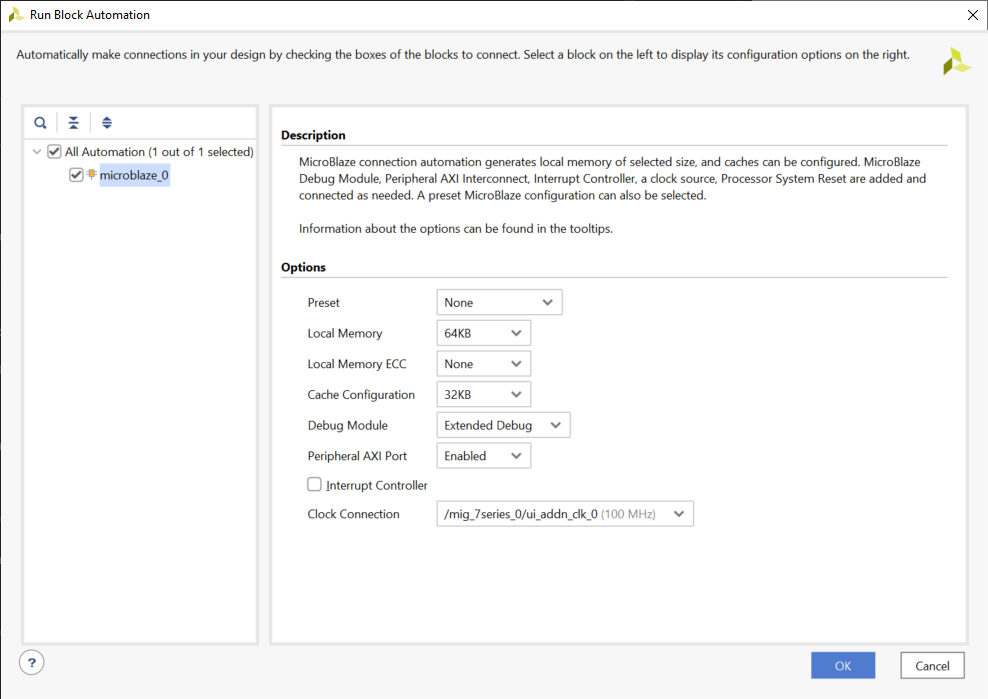 Run Block Automation
Automatically make connections in your design by checking the boxes of the blocks to connect. Select a block on the left to display its configuration options on the right.
All Automation (1 out of 1 selected)
microblaze_0
Description
MicroBlaze connection automation generates local memory of selected size, and caches can be configured. MicroBlaze
Debug Module, Peripheral AXI Interconnect, Interrupt Controller, a clock source, Processor System Reset are added and
connected as needed. A preset MicroBlaze configuration can also be selected.
Information about the options can be found in the tooltips.
Options
Preset None
Local Memory 64KB
Local Memory ECC None
Cache Configuration 32KB
Debug Module Extended Debug
Peripheral AXI Port Enabled
Interrupt Controller
Clock Connection /mig_7series_0/ui_addn_clk_0 (100 MHz)
? OK Cancel